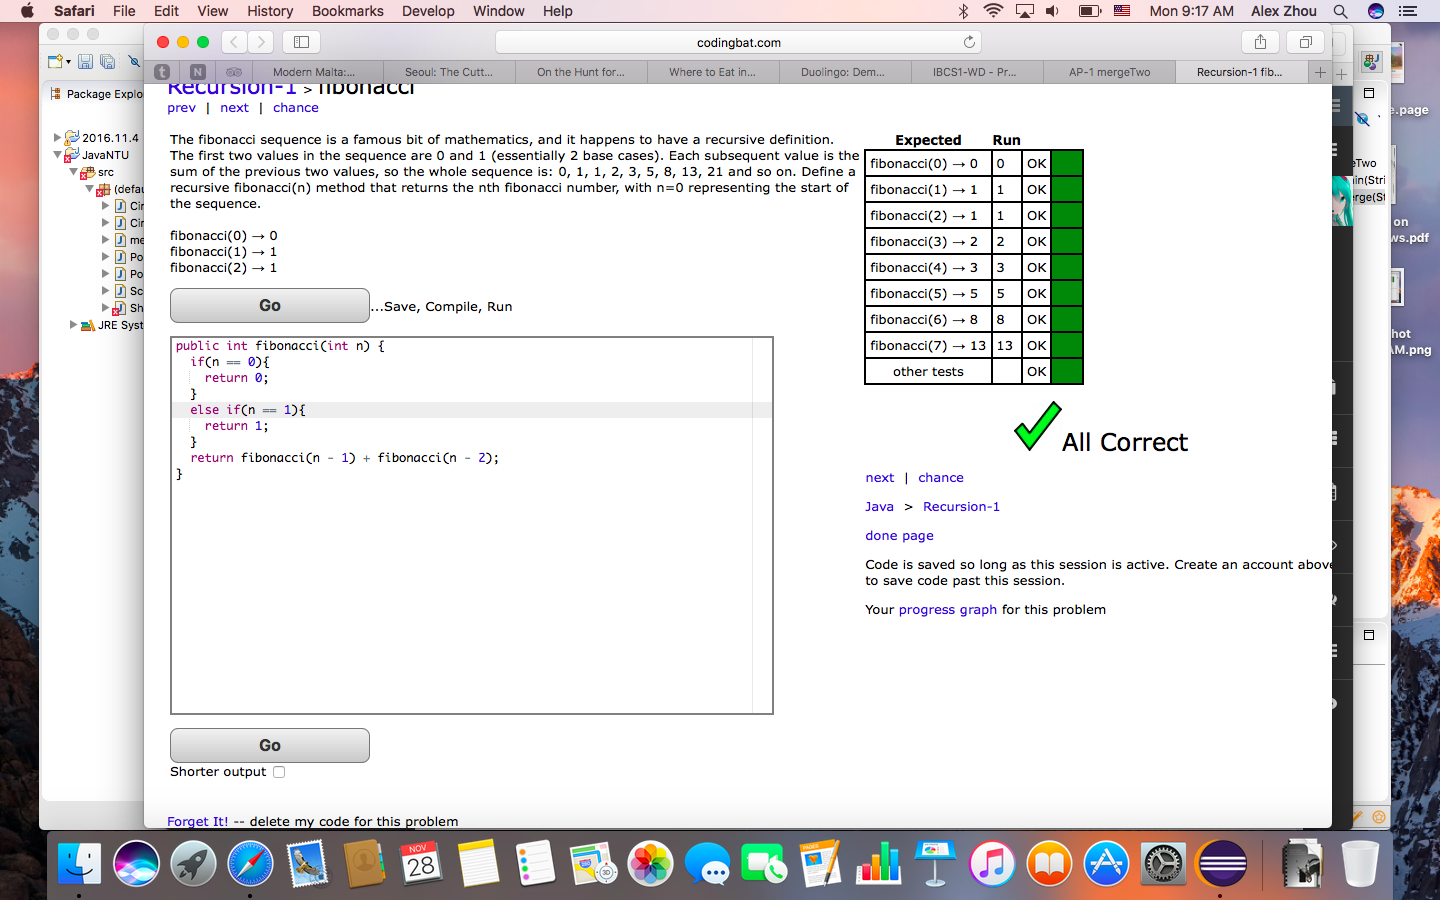 Safari File Edit View History Bookmarks Develop Window Help Mon 9:17 AM Alex Zhou
codingbat.com
Modern Malta:... Seoul: The Cutt... On the Hunt for... Where to Eat in... Duolingo: Dem... IBCS1-WD - Pr... AP-1 mergeTwo Recursion-1 fib...
Package Explo
2016.11.4
JavaNTU
src
(defau
Cir
Cir
me
Po
Po
Sc
Sh
JRE Syst
Recursion-1 > fibonacci
prev | next | chance
The fibonacci sequence is a famous bit of mathematics, and it happens to have a recursive definition.
The first two values in the sequence are 0 and 1 (essentially 2 base cases). Each subsequent value is the
sum of the previous two values, so the whole sequence is: 0, 1, 1, 2, 3, 5, 8, 13, 21 and so on. Define a
recursive fibonacci(n) method that returns the nth fibonacci number, with n=0 representing the start of
the sequence.
fibonacci(0) → 0
fibonacci(1) → 1
fibonacci(2) → 1
Go ...Save, Compile, Run
public int fibonacci(int n) {
if(n == 0){
return 0;
}
else if(n == 1){
return 1;
}
return fibonacci(n - 1) + fibonacci(n - 2);
}
Go
Shorter output
Forget It! -- delete my code for this problem
Expected Run
fibonacci(0) → 0 0 OK
fibonacci(1) → 1 1 OK
fibonacci(2) → 1 1 OK
fibonacci(3) → 2 2 OK
fibonacci(4) → 3 3 OK
fibonacci(5) → 5 5 OK
fibonacci(6) → 8 8 OK
fibonacci(7) → 13 13 OK
other tests OK
All Correct
next | chance
Java > Recursion-1
done page
Code is saved so long as this session is active. Create an account above
to save code past this session.
Your progress graph for this problem
e.page
eTwo
in(Stri
rge(St
on
ws.pdf
hot
AM.png
NOV
28